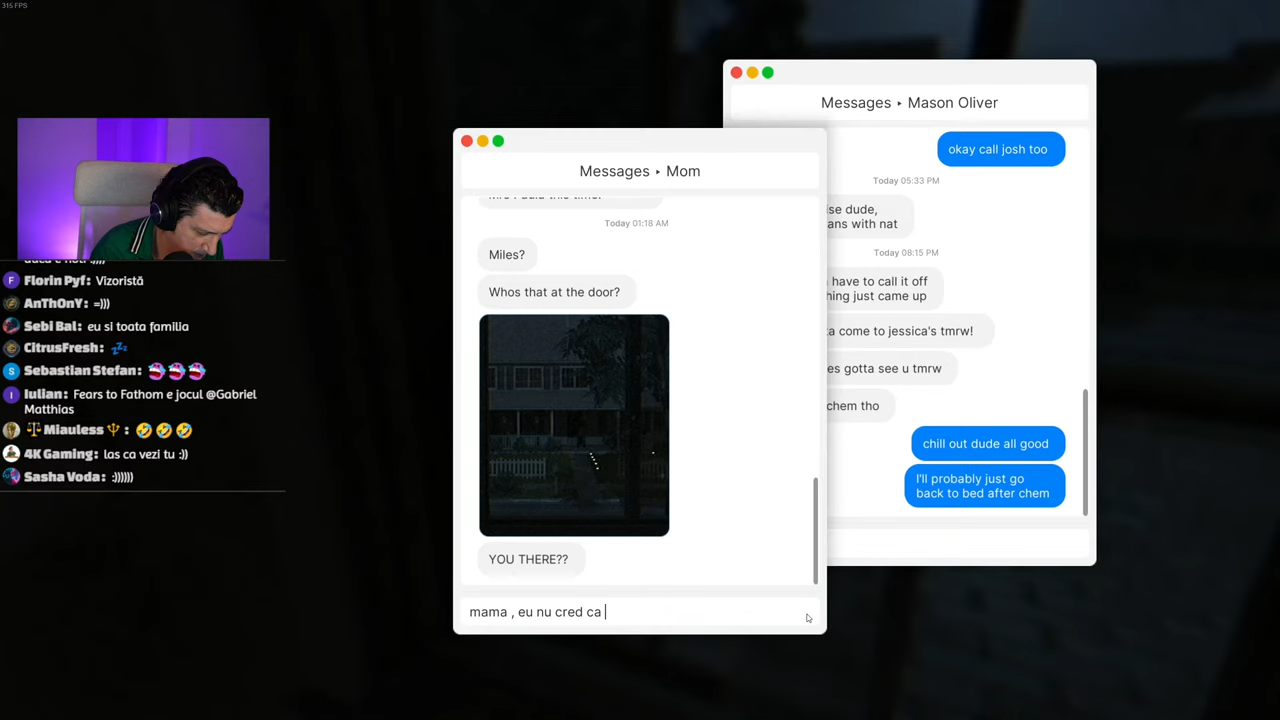 315 FPS
Florin Pyf: Vizoristă
AnThOnY: =)))
Sebi Bal: eu si toata familia
CitrusFresh:
Sebastian Stefan:
Iulian: Fears to Fathom e jocul @Gabriel
Matthias
Miauless :
4K Gaming: las ca vezi tu :))
Sasha Voda: :)))))
Messages ‣ Mom
Today 01:18 AM
Miles?
Whos that at the door?
YOU THERE??
mama , eu nu cred ca
Messages ‣ Mason Oliver
okay call josh too
Today 05:33 PM
dude,
with nat
Today 08:15 PM
have to call it off
just came up
come to jessica's tmrw!
gotta see u tmrw
chem tho
chill out dude all good
I'll probably just go
back to bed after chem